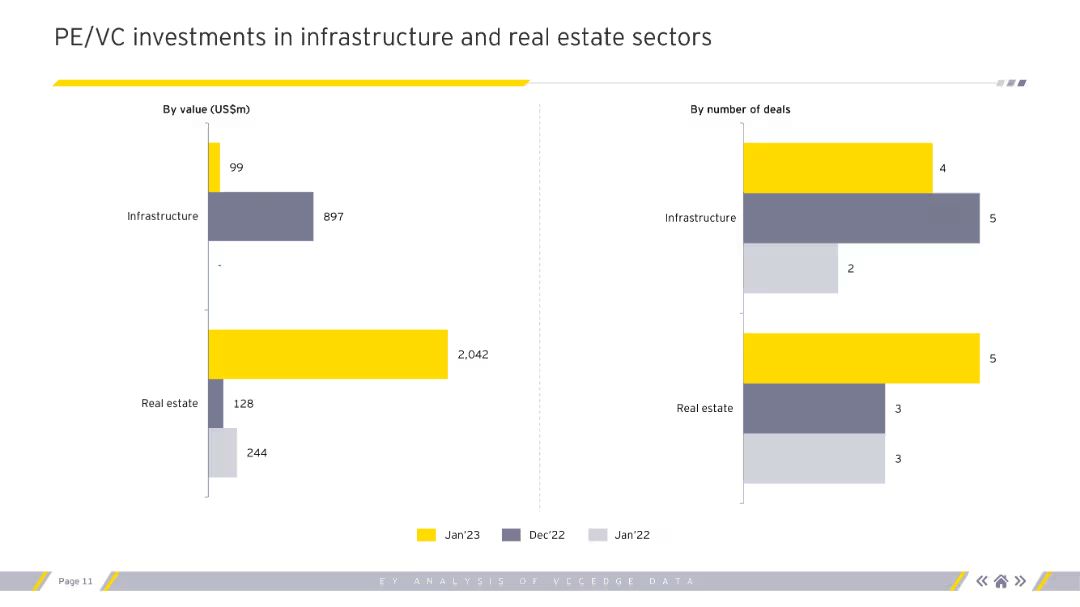 PE/VC investments in infrastructure and real estate sectors
By value (US$m)
99
Infrastructure
897
-
2,042
Real estate
128
244
By number of deals
4
Infrastructure
5
2
5
Real estate
3
3
Jan'23 Dec'22 Jan'22
Page 11
EY ANALYSIS OF VCCEDGE DATA